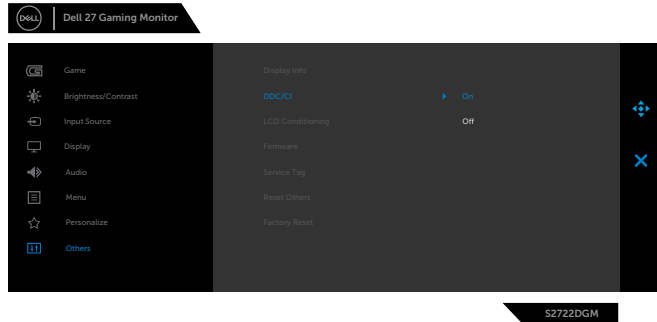 DELL
Dell 27 Gaming Monitor
Game
Display Info
Brightness/Contrast
DDC/CI
On
Input Source
LCD Conditioning
Off
Display
Firmware
Audio
Service Tag
Menu
Reset Others
Personalize
Factory Reset
Others
S2722DGM